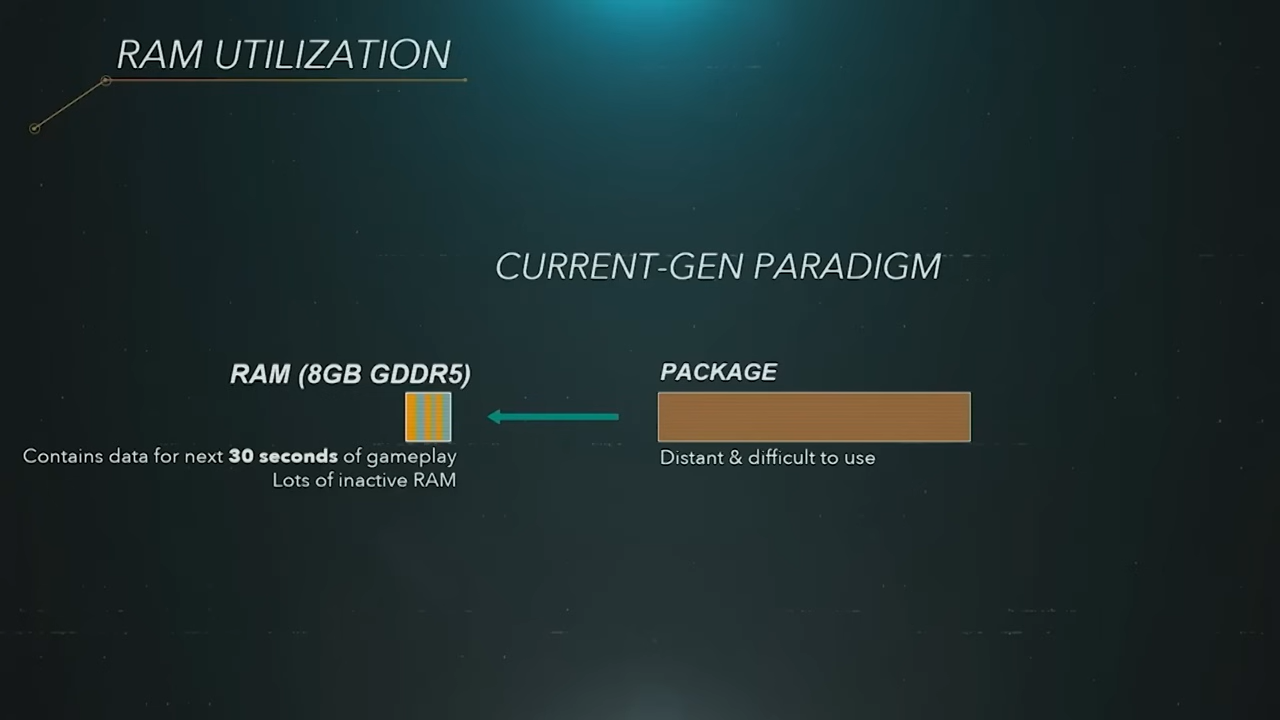 RAM UTILIZATION
CURRENT-GEN PARADIGM
RAM (8GB GDDR5)
Contains data for next 30 seconds of gameplay
Lots of inactive RAM
PACKAGE
Distant & difficult to use